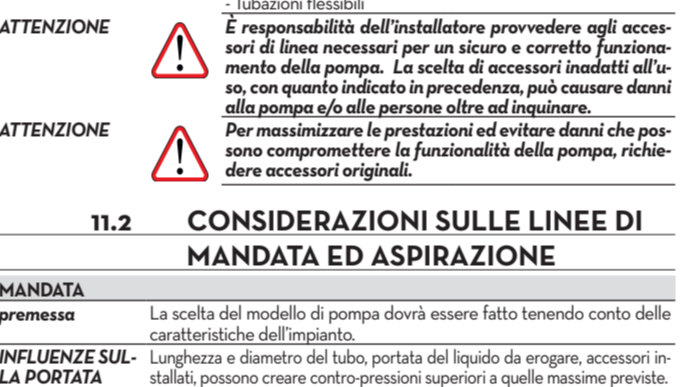 - Tubazioni flessibili
ATTENZIONE
È responsabilità dell'installatore provvedere agli acces-
sori di linea necessari per un sicuro e corretto funziona-
mento della pompa. La scelta di accessori inadatti all'u-
so, con quanto indicato in precedenza, può causare danni
alla pompa e/o alle persone oltre ad inquinare.
ATTENZIONE
Per massimizzare le prestazioni ed evitare danni che pos-
sono compromettere la funzionalità della pompa, richie-
dere accessori originali.
11.2 CONSIDERAZIONI SULLE LINEE DI
MANDATA ED ASPIRAZIONE
MANDATA
premessa
La scelta del modello di pompa dovrà essere fatto tenendo conto delle
caratteristiche dell'impianto.
INFLUENZE SUL-
LA PORTATA
Lunghezza e diametro del tubo, portata del liquido da erogare, accessori in-
stallati, possono creare contro-pressioni superiori a quelle massime previste.